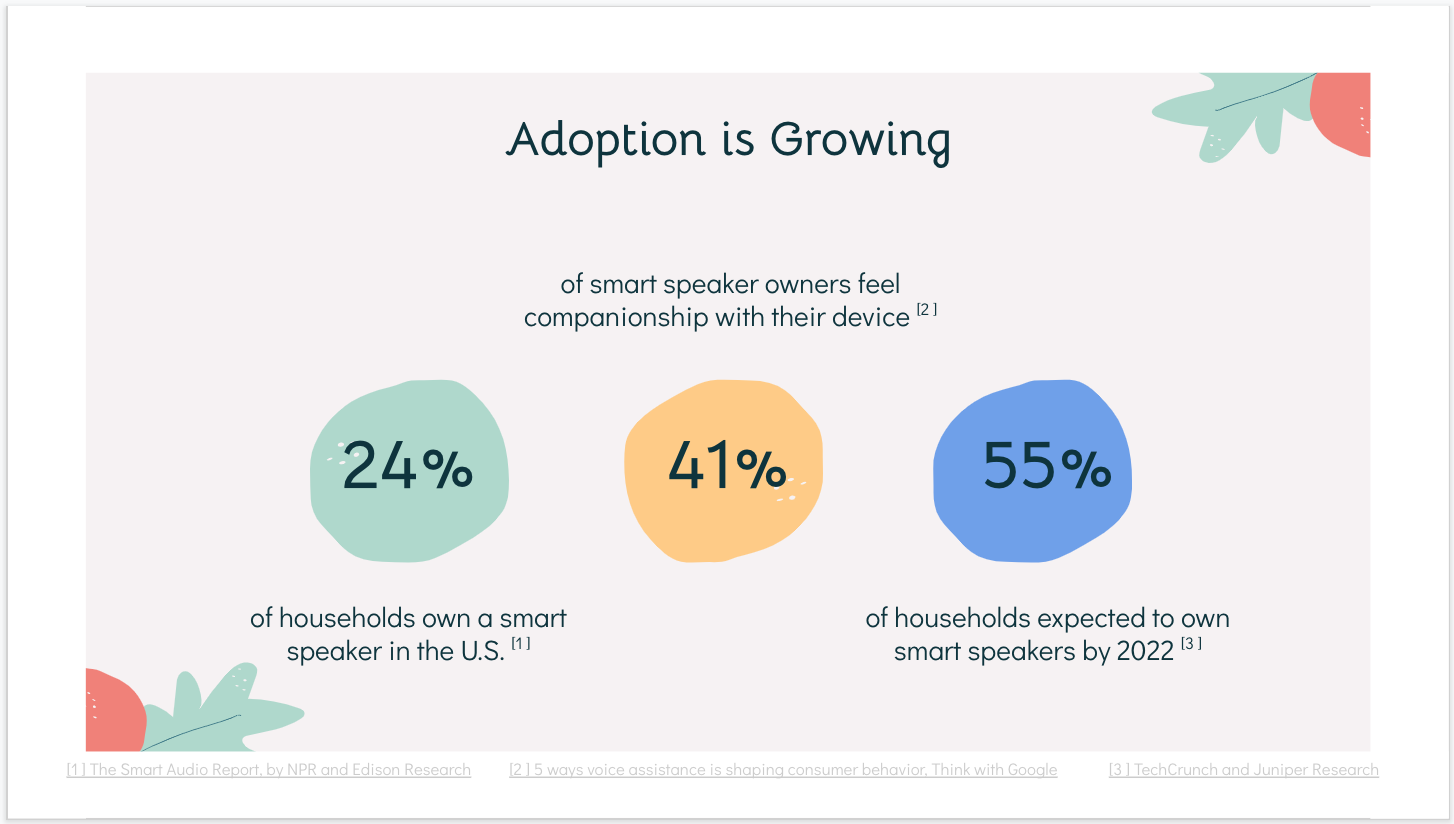 Adoption is Growing
of smart speaker owners feel
companionship with their device [2 ]
24%
41%
55%
of households own a smart
speaker in the U.S. [1 ]
of households expected to own
smart speakers by 2022 [3 ]
[1 ] The Smart Audio Report, by NPR and Edison Research
[2 ] 5 ways voice assistance is shaping consumer behavior, Think with Google
[3 ] TechCrunch and Juniper Research